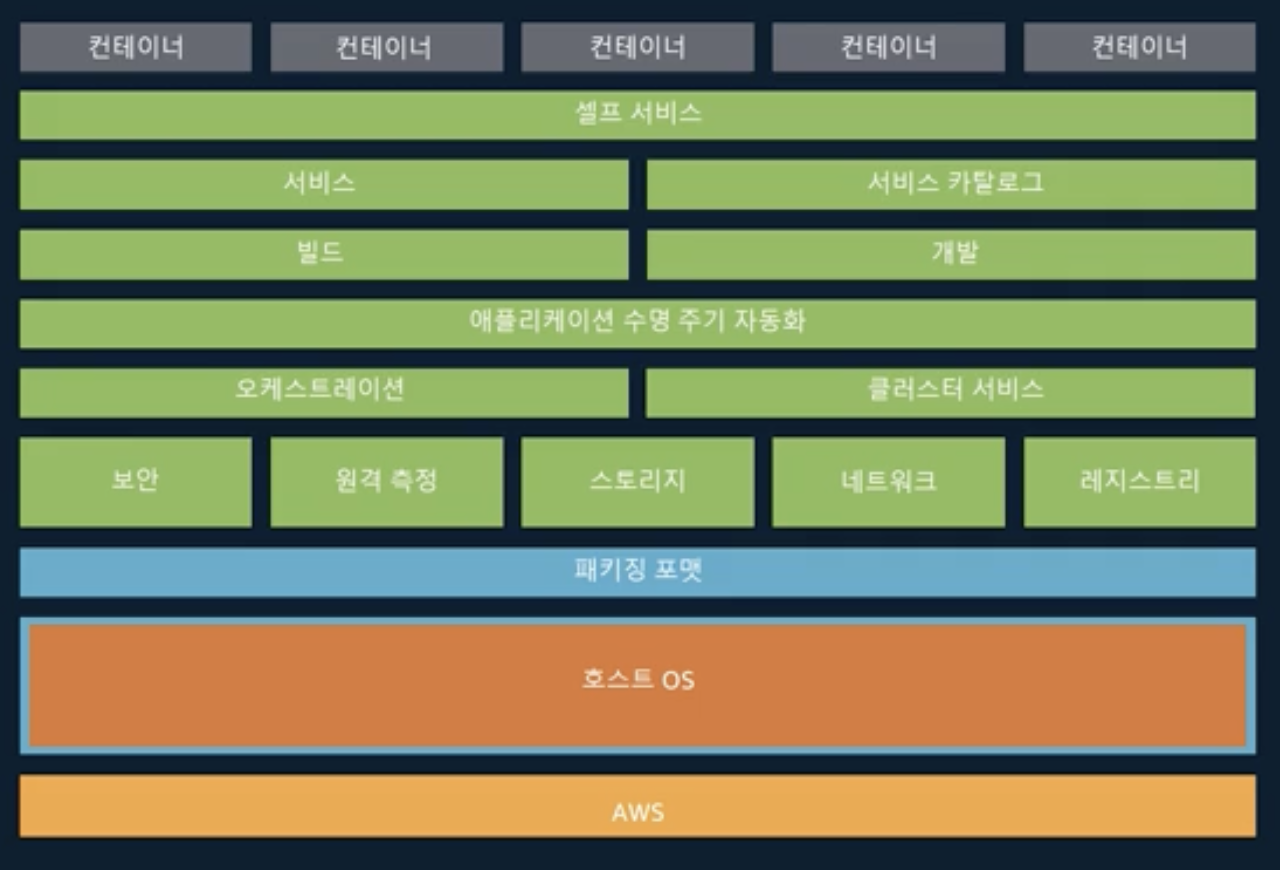 컨테이너 컨테이너 컨테이너 컨테이너 컨테이너
셀프 서비스
서비스 서비스 카탈로그
빌드 개발
애플리케이션 수명 주기 자동화
오케스트레이션 클러스터 서비스
보안 원격 측정 스토리지 네트워크 레지스트리
패키징 포맷
호스트 OS
AWS